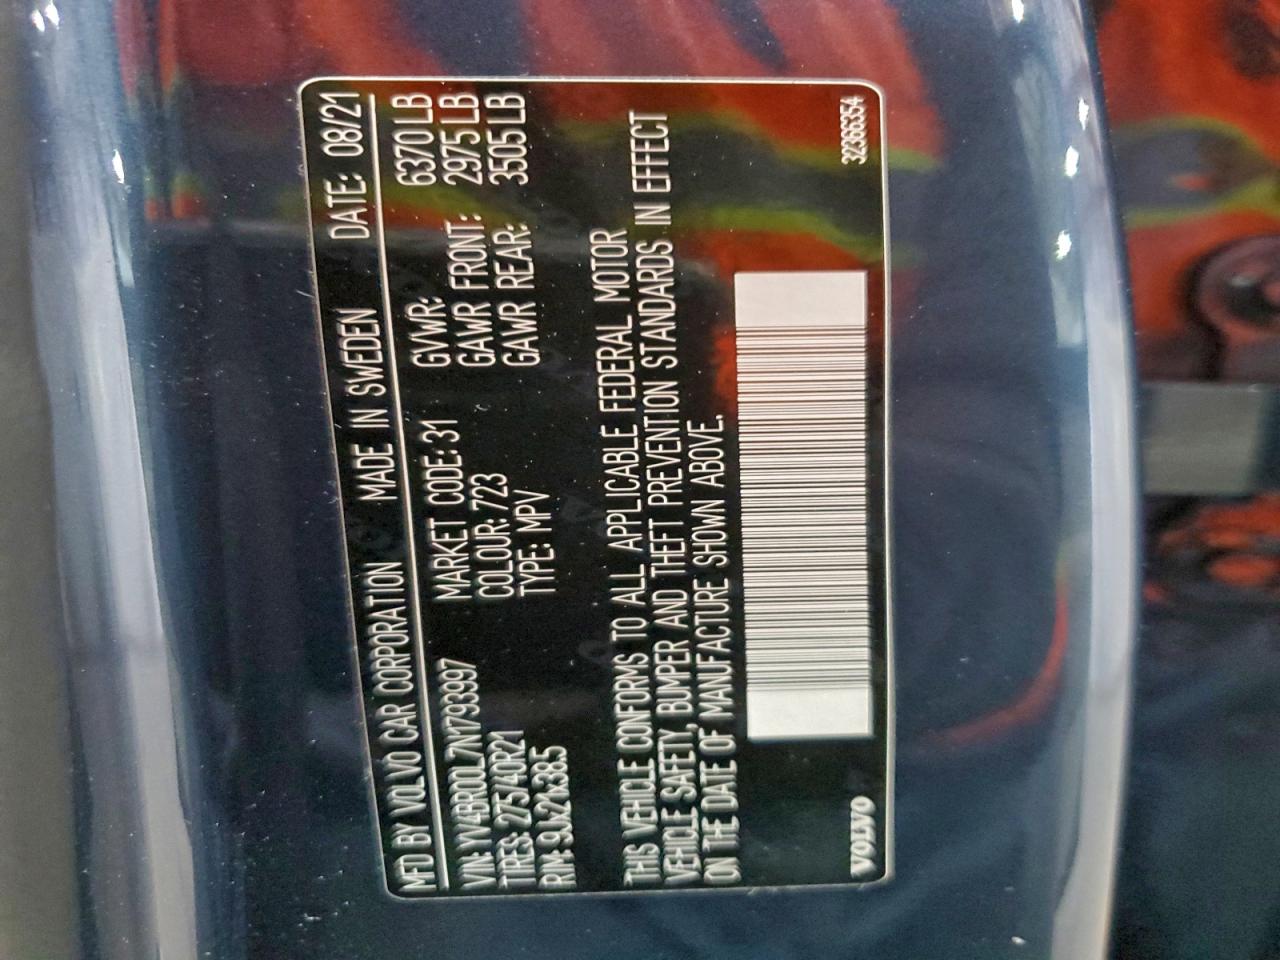 MFD BY VOLVO CAR CORPORATION MADE IN SWEDEN DATE: 08/21
VIN: YV4BR00L7N1793997 MARKET CODE: 31 GVWR: 6370 LB
TIRES: 275/40R21 COLOUR: 723 GAWR FRONT: 2975 LB
RIM: 9Jx21x38.5 TYPE: MPV GAWR REAR: 3505 LB
THIS VEHICLE CONFORMS TO ALL APPLICABLE FEDERAL MOTOR
VEHICLE SAFETY, BUMPER AND THEFT PREVENTION STANDARDS IN EFFECT
ON THE DATE OF MANUFACTURE SHOWN ABOVE.
VOLVO 32366354